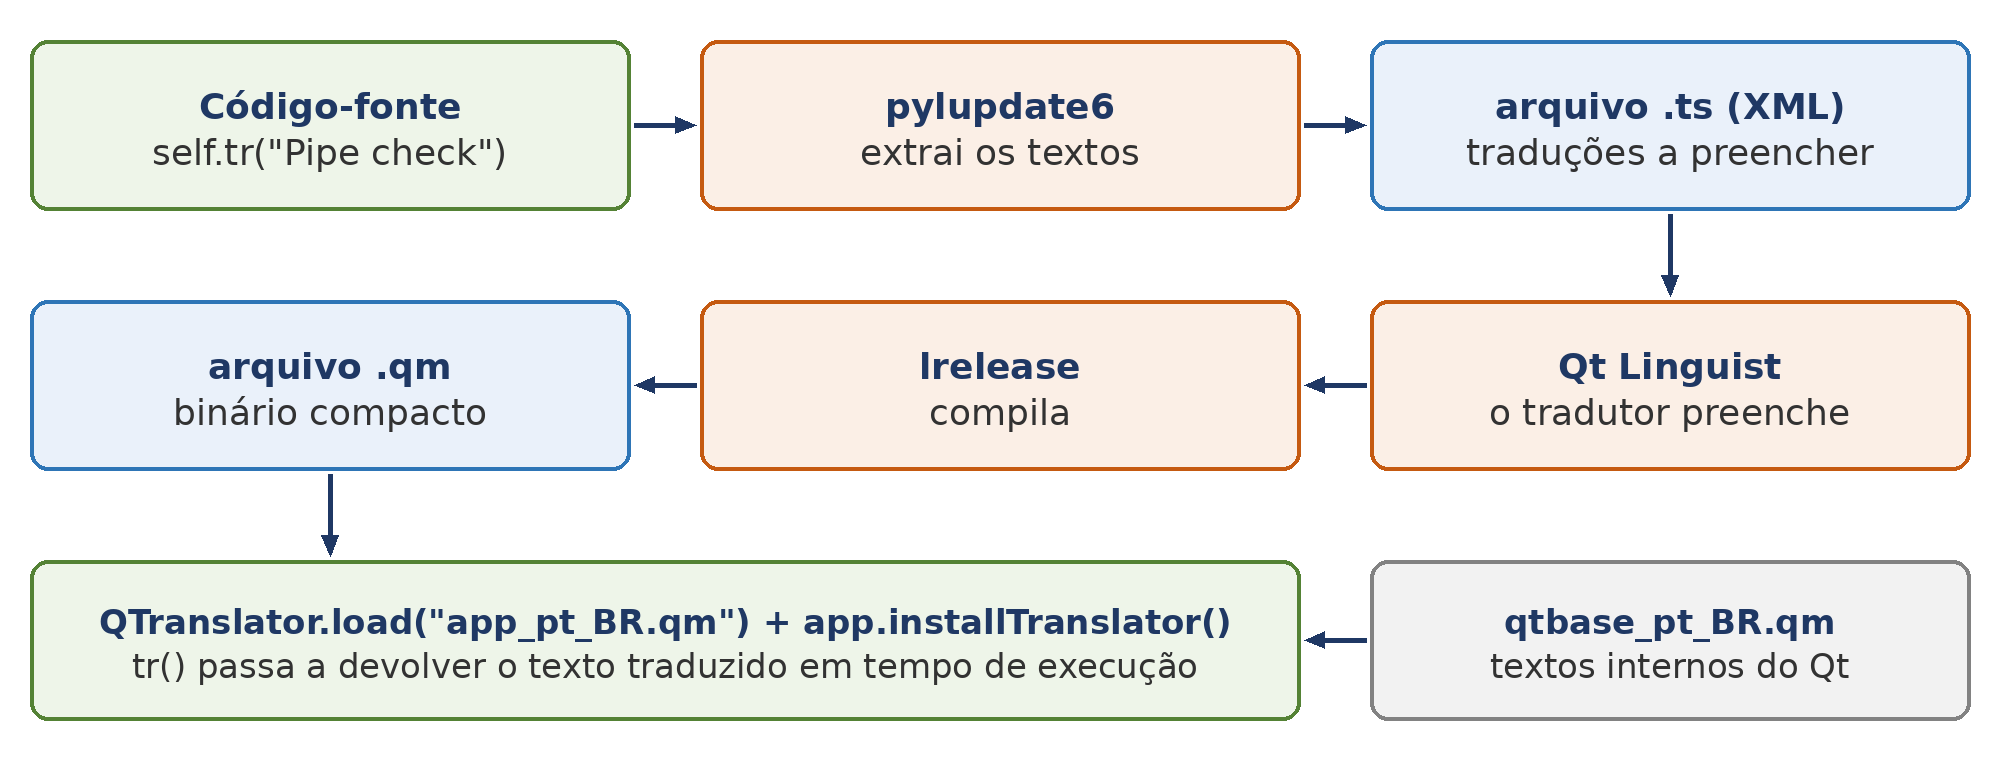 Código-fonte
self.tr("Pipe check")
pylupdate6
extrai os textos
arquivo .ts (XML)
traduções a preencher
arquivo .qm
binário compacto
lrelease
compila
Qt Linguist
o tradutor preenche
QTranslator.load("app_pt_BR.qm") + app.installTranslator()
tr() passa a devolver o texto traduzido em tempo de execução
qtbase_pt_BR.qm
textos internos do Qt